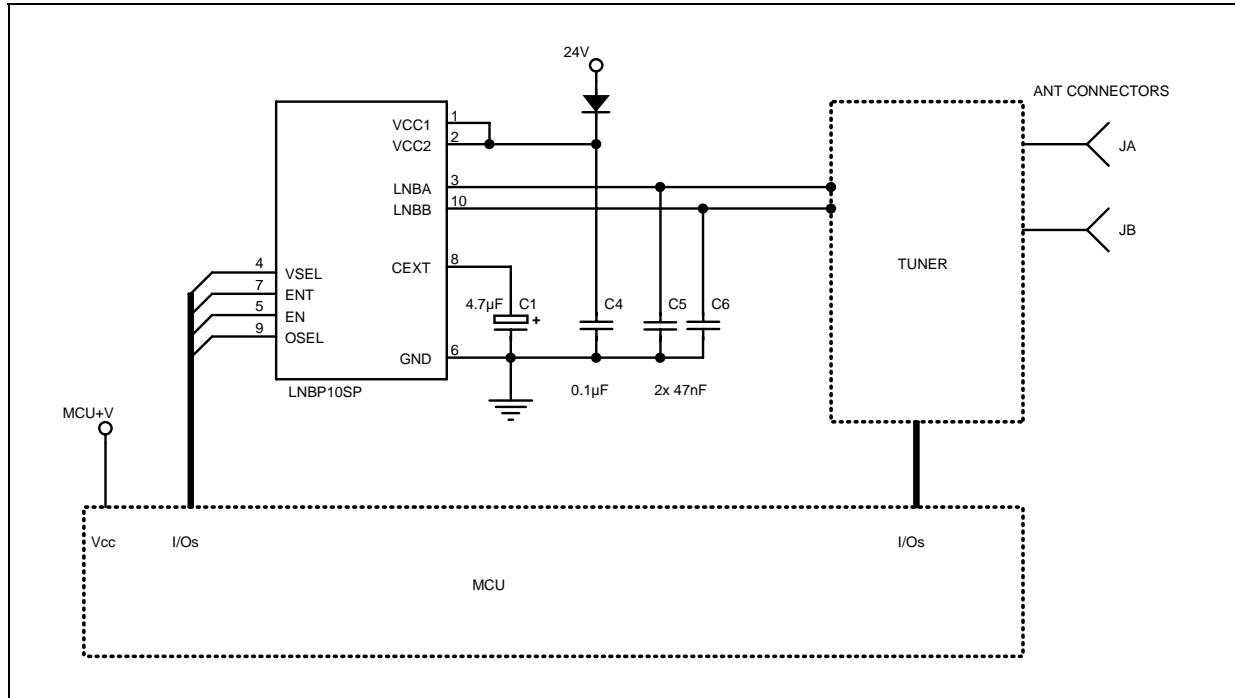 24V
ANT CONNECTORS
VCC1
1
VCC2
2
JA
LNBA
3
LNBB
10
JB
TUNER
4
VSEL
CEXT
8
7
ENT
5
EN
4.7µF
C1
+
C4
C5
C6
9
OSEL
GND
6
LNBP10SP
0.1µF
2x 47nF
MCU+V
Vcc
I/Os
I/Os
MCU